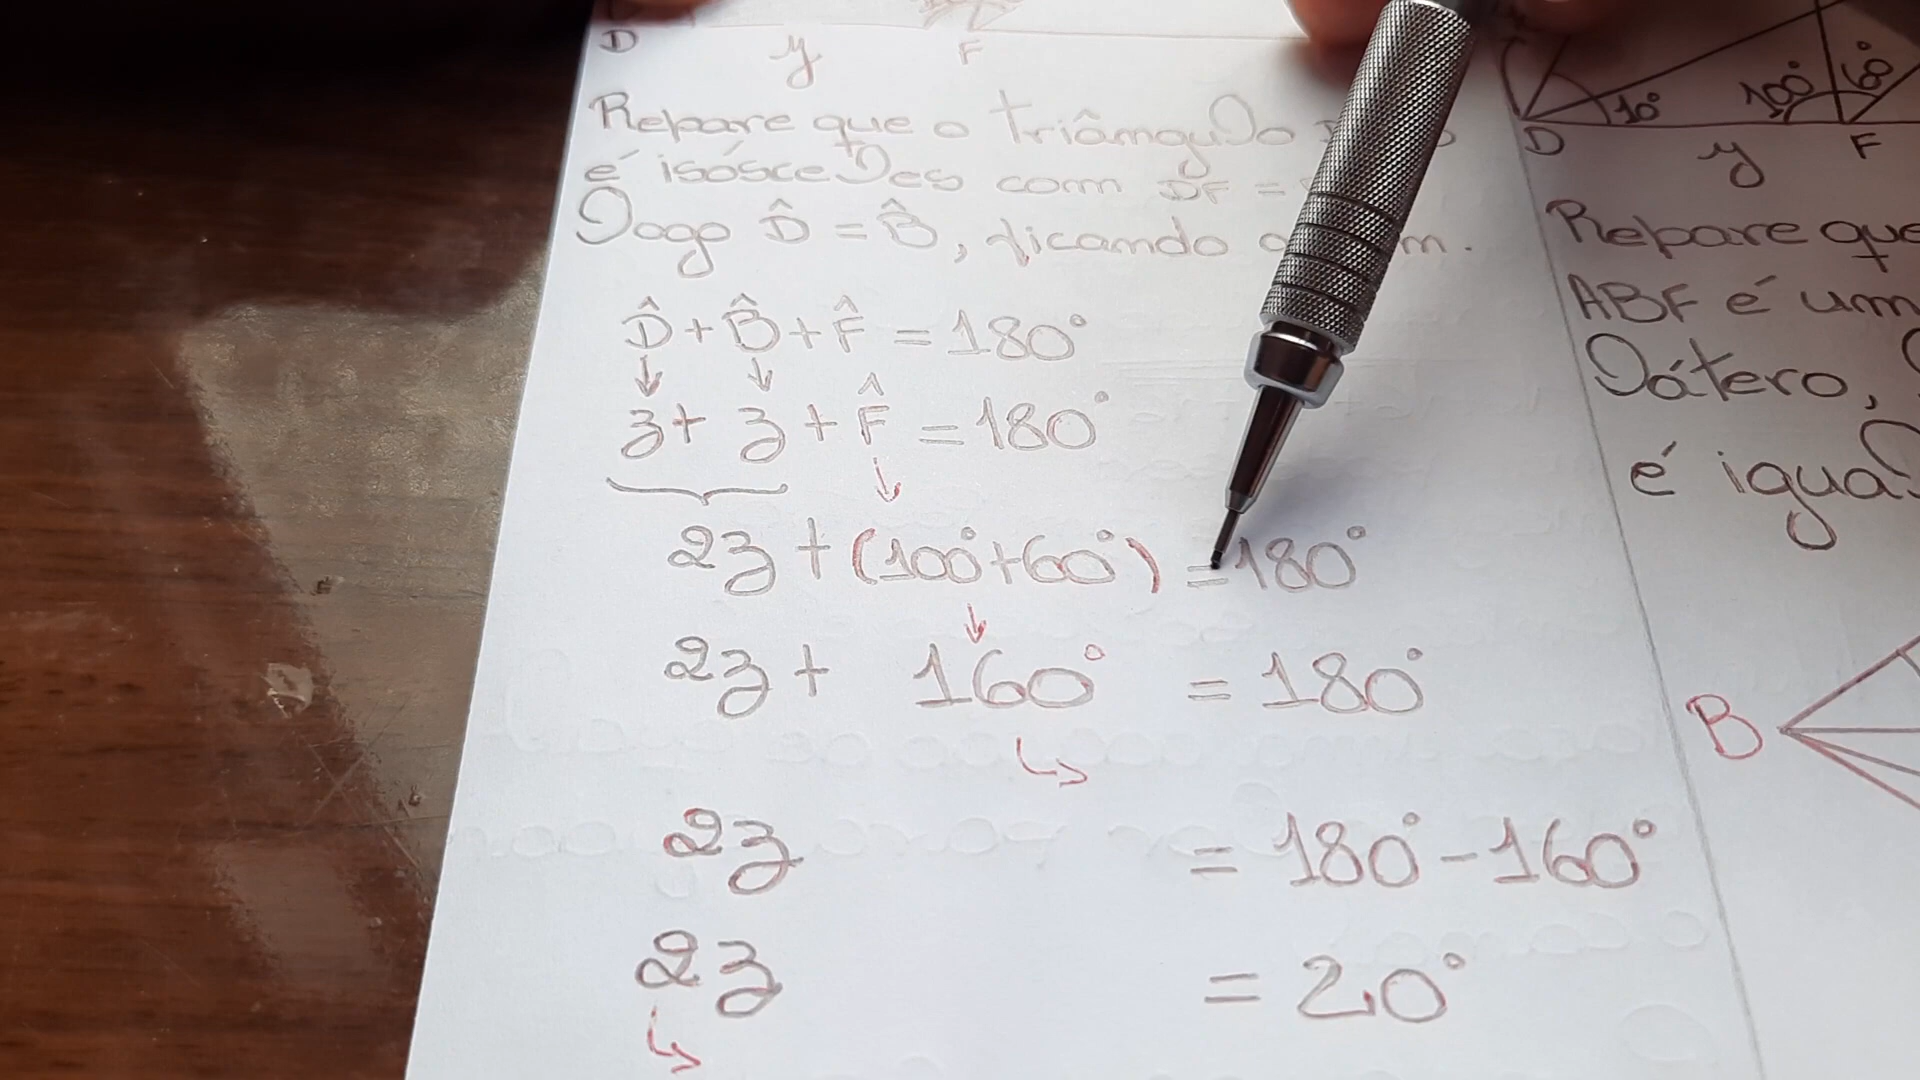 D y F
Repare que o triângulo
é isósceles com DF =
Logo D̂ = B̂, ficando
D̂ + B̂ + F̂ = 180°
z + z + F̂ = 180°
2z + (100° + 60°) = 180°
2z + 160° = 180°
2z = 180° - 160°
2z = 20°
10° 100° 60°
D y F
Repare que
ABF é um
látero,
é igual
B